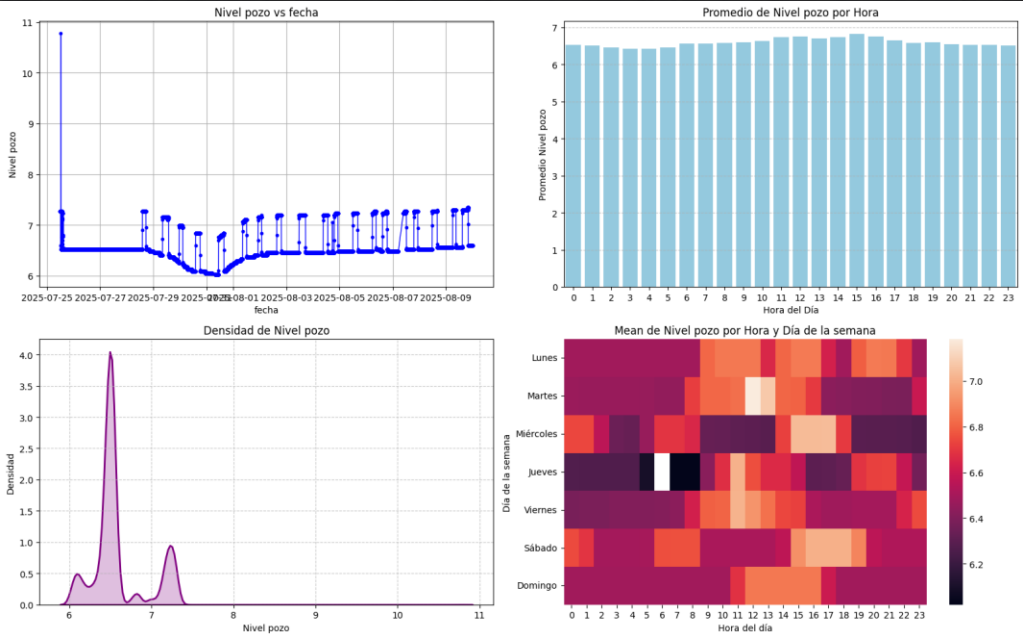 Nivel pozo vs fecha
11
10
9
8
7
6
Nivel pozo
2025-07-25 2025-07-27 2025-07-29 2025-08-01 2025-08-03 2025-08-05 2025-08-07 2025-08-09
fecha
Promedio de Nivel pozo por Hora
7
6
5
4
3
2
1
0
Promedio Nivel pozo
0 1 2 3 4 5 6 7 8 9 10 11 12 13 14 15 16 17 18 19 20 21 22 23
Hora del Día
Densidad de Nivel pozo
4.0
3.5
3.0
2.5
2.0
1.5
1.0
0.5
0.0
Densidad
6 7 8 9 10 11
Nivel pozo
Mean de Nivel pozo por Hora y Día de la semana
Lunes
Martes
Miércoles
Jueves
Viernes
Sábado
Domingo
Día de la semana
0 1 2 3 4 5 6 7 8 9 10 11 12 13 14 15 16 17 18 19 20 21 22 23
Hora del día
7.0
6.8
6.6
6.4
6.2